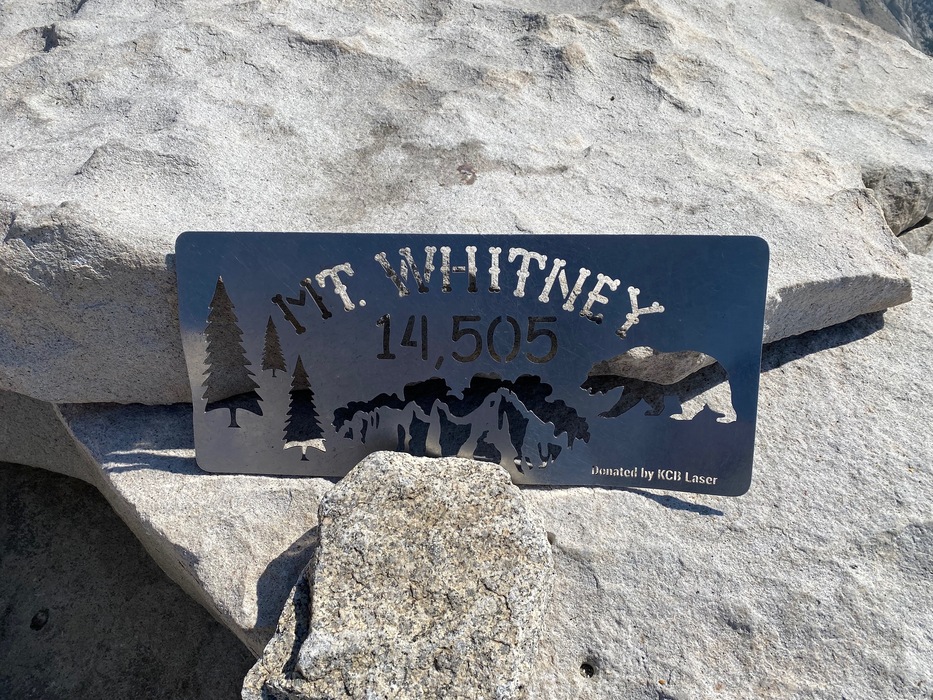 MT. WHITNEY
14,505
Donated by KCB Laser